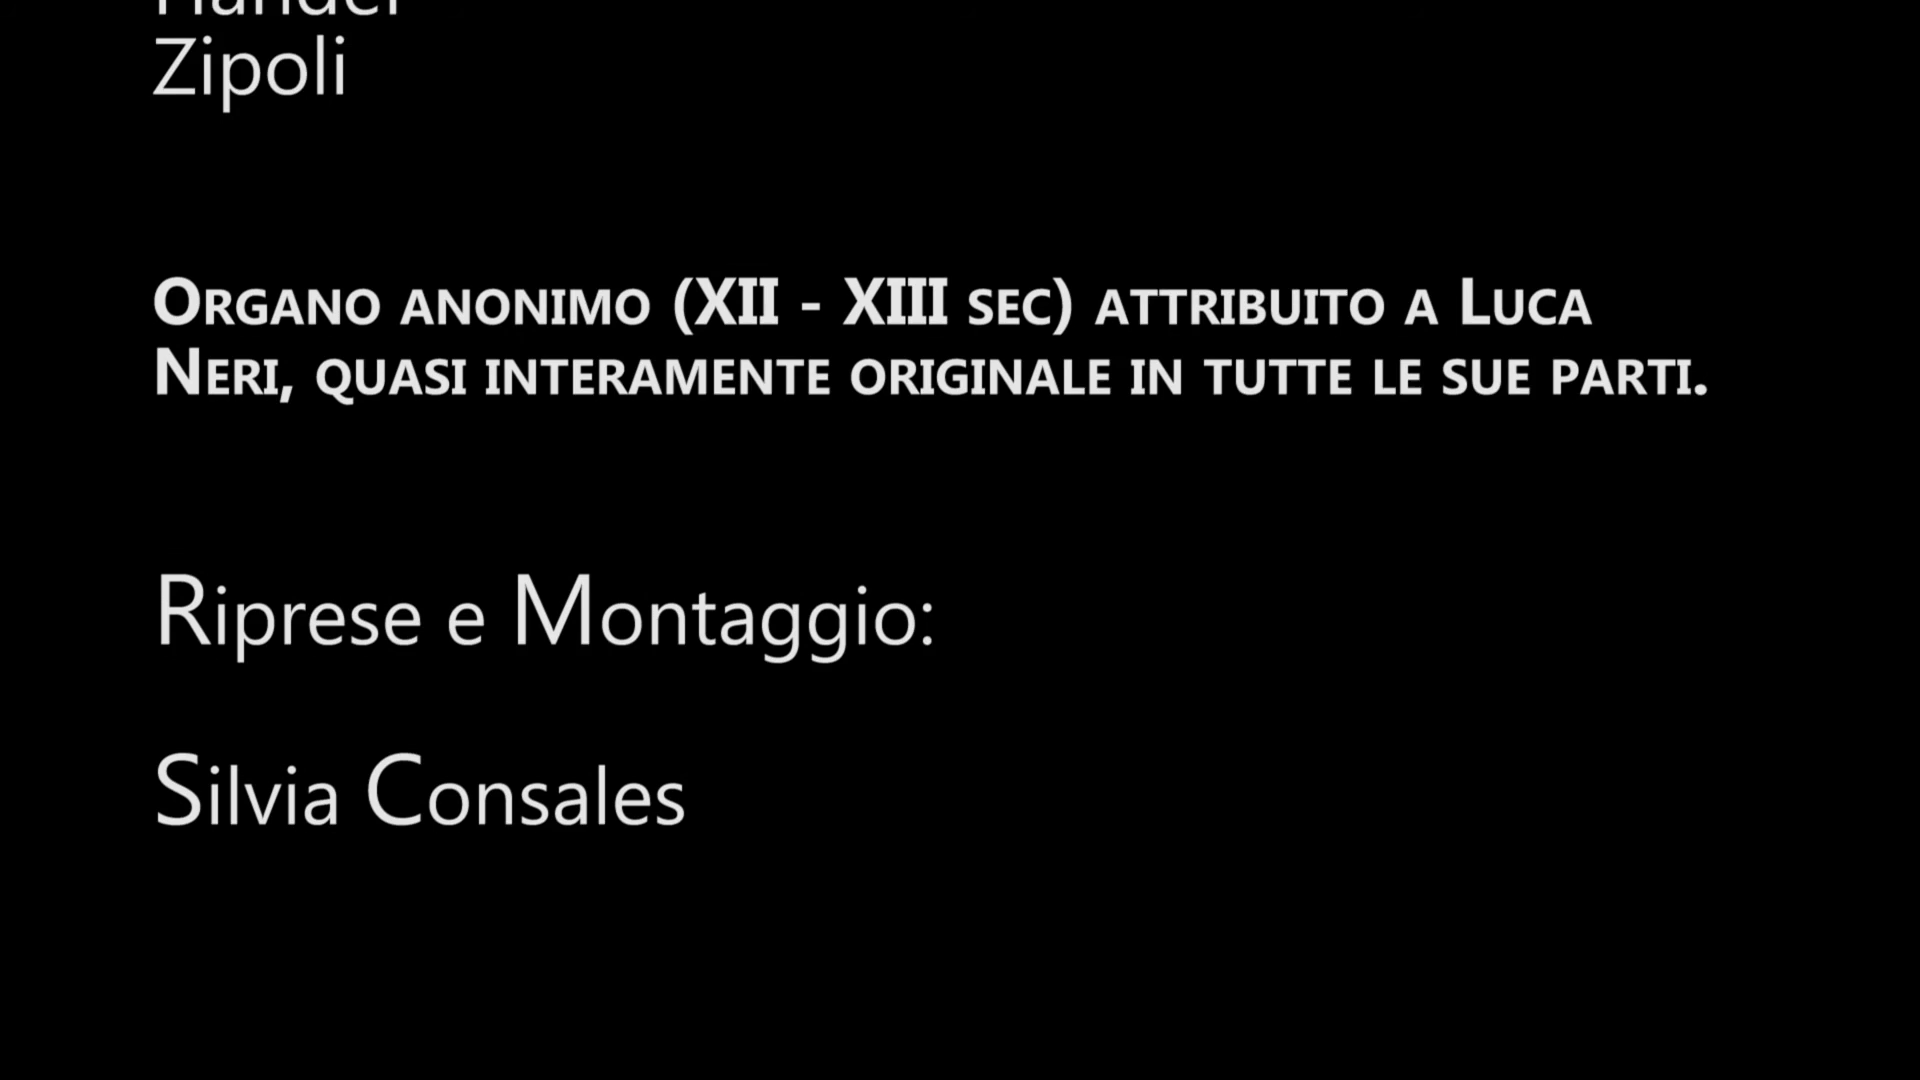 Zipoli
Organo anonimo (XII - XIII sec) attribuito a Luca
Neri, quasi interamente originale in tutte le sue parti.
Riprese e Montaggio:
Silvia Consales